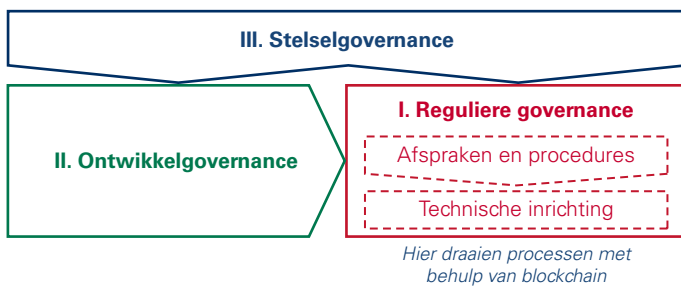 III. Stelselgovernance
II. Ontwikkelgovernance
I. Reguliere governance
Afspraken en procedures
Technische inrichting
Hier draaien processen met
behulp van blockchain